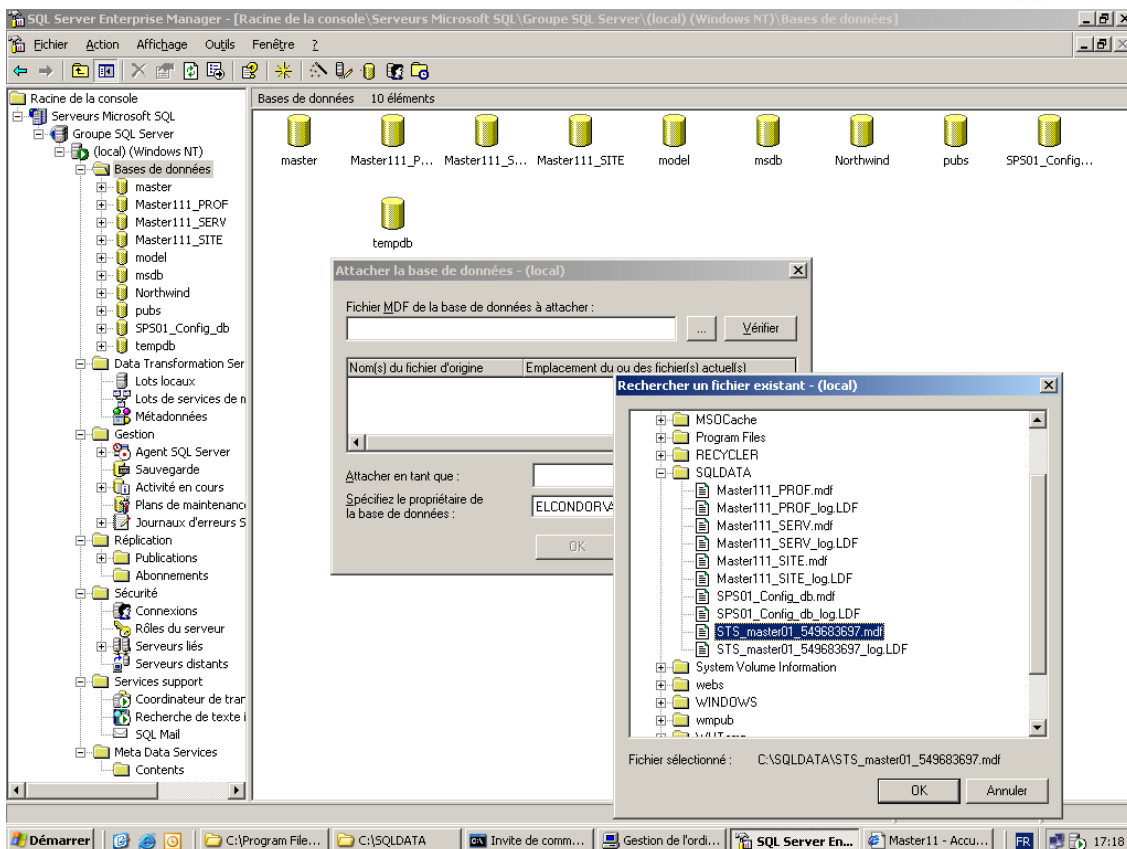 SQL Server Enterprise Manager - [Racine de la console\Serveurs Microsoft SQL\Groupe SQL Server\(local) (Windows NT)\Bases de données]
Eichier Action Affichage Outils Fenêtre ?
Racine de la console
Serveurs Microsoft SQL
Groupe SQL Server
(local) (Windows NT)
Bases de données
master
Master111_PROF
Master111_SERV
Master111_SITE
model
msdb
Northwind
pubs
SPS01_Config_db
tempdb
Data Transformation Ser
Lots locaux
Lots de services de m
Métadonnées
Gestion
Agent SQL Server
Sauvegarde
Activité en cours
Plans de maintenanc
Journaux d'erreurs S
Réplication
Publications
Abonnements
Sécurité
Connexions
Rôles du serveur
Serveurs liés
Serveurs distants
Services support
Coordinateur de tran
Recherche de texte i
SQL Mail
Meta Data Services
Contents
Bases de données 10 éléments
master Master111_P... Master111_S... Master111_SITE model msdb Northwind pubs SPS01_Config...
tempdb
Attacher la base de données - (local)
Fichier MDF de la base de données à attacher :
... Vérifier
Nom(s) du fichier d'origine Emplacement du ou des fichier(s) actuel(s)
Attacher en tant que :
Spécifiez le propriétaire de
la base de données :
ELCONDOR\A
OK
Rechercher un fichier existant - (local)
MSOCache
Program Files
RECYCLER
SQLDATA
Master111_PROF.mdf
Master111_PROF_log.LDF
Master111_SERV.mdf
Master111_SERV_log.LDF
Master111_SITE.mdf
Master111_SITE_log.LDF
SPS01_Config_db.mdf
SPS01_Config_db_log.LDF
STS_master01_549683697.mdf
STS_master01_549683697_log.LDF
System Volume Information
webs
WINDOWS
wmpub
Fichier sélectionné : C:\SQLDATA\STS_master01_549683697.mdf
OK Annuler
Démarrer C:\Program File... C:\SQLDATA Invite de comm... Gestion de l'ordi... SQL Server En... Master11 - Accu... FR 17:18